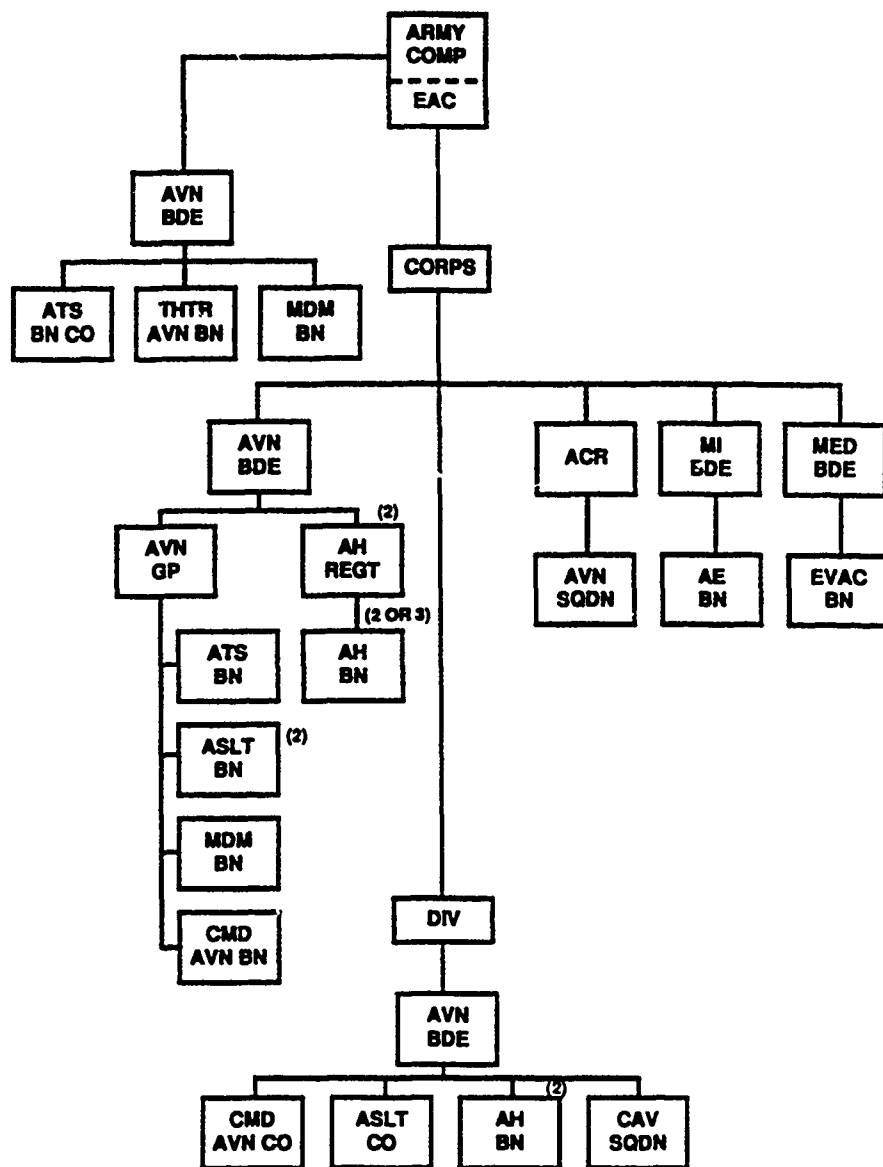 ARMY
COMP
EAC
AVN
BDE
CORPS
ATS
BN CO
THTR
AVN BN
MDM
BN
AVN
BDE
ACR
MI
BDE
MED
BDE
(2)
AVN
GP
AH
REGT
AVN
SQDN
AE
BN
EVAC
BN
(2 OR 3)
ATS
BN
AH
BN
(2)
ASLT
BN
MDM
BN
CMD
AVN BN
DIV
AVN
BDE
(2)
CMD
AVN CO
ASLT
CO
AH
BN
CAV
SQDN